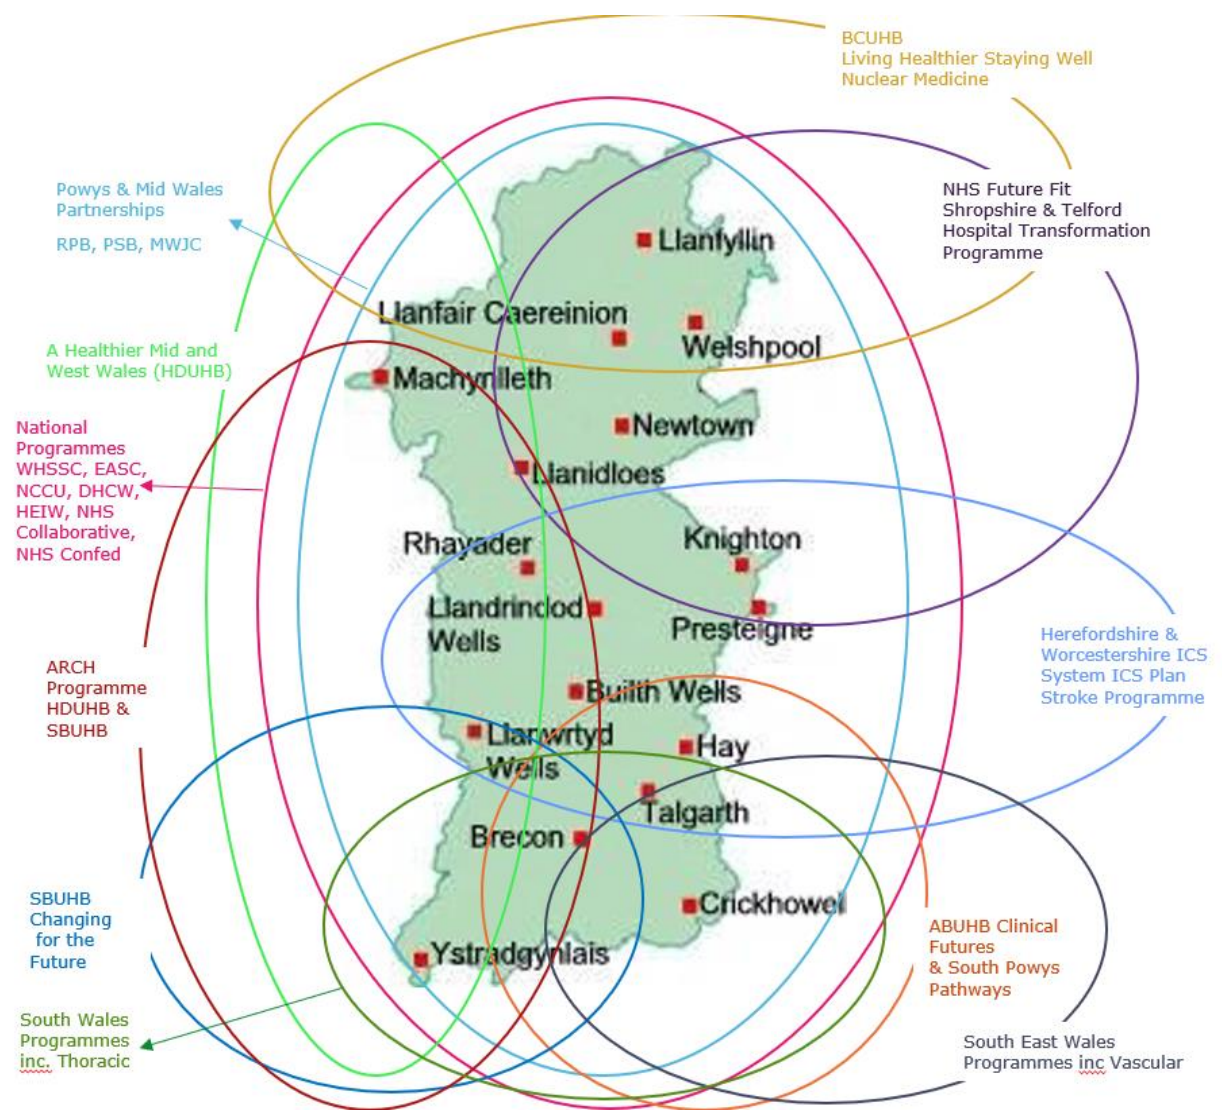 BCUHB
Living Healthier Staying Well
Nuclear Medicine
Powys & Mid Wales
Partnerships
RPB, PSB, MWJC
NHS Future Fit
Shropshire & Telford
Hospital Transformation
Programme
Llanfyllin
Llanfair Caereinion
Welshpool
A Healthier Mid and
West Wales (HDUHB)
Machynlleth
National
Programmes
WHSSC, EASC,
NCCU, DHCW,
HEIW, NHS
Collaborative,
NHS Confed
Newtown
Llanidloes
Rhayader
Knighton
Llandrindod
Wells
Presteigne
Herefordshire &
Worcestershire ICS
System ICS Plan
Stroke Programme
ARCH
Programme
HDUHB &
SBUHB
Builth Wells
Llanwrtyd
Wells
Hay
Talgarth
Brecon
Crickhowel
SBUHB
Changing
for the
Future
Ystradgynlais
ABUHB Clinical
Futures
& South Powys
Pathways
South Wales
Programmes
inc. Thoracic
South East Wales
Programmes inc Vascular